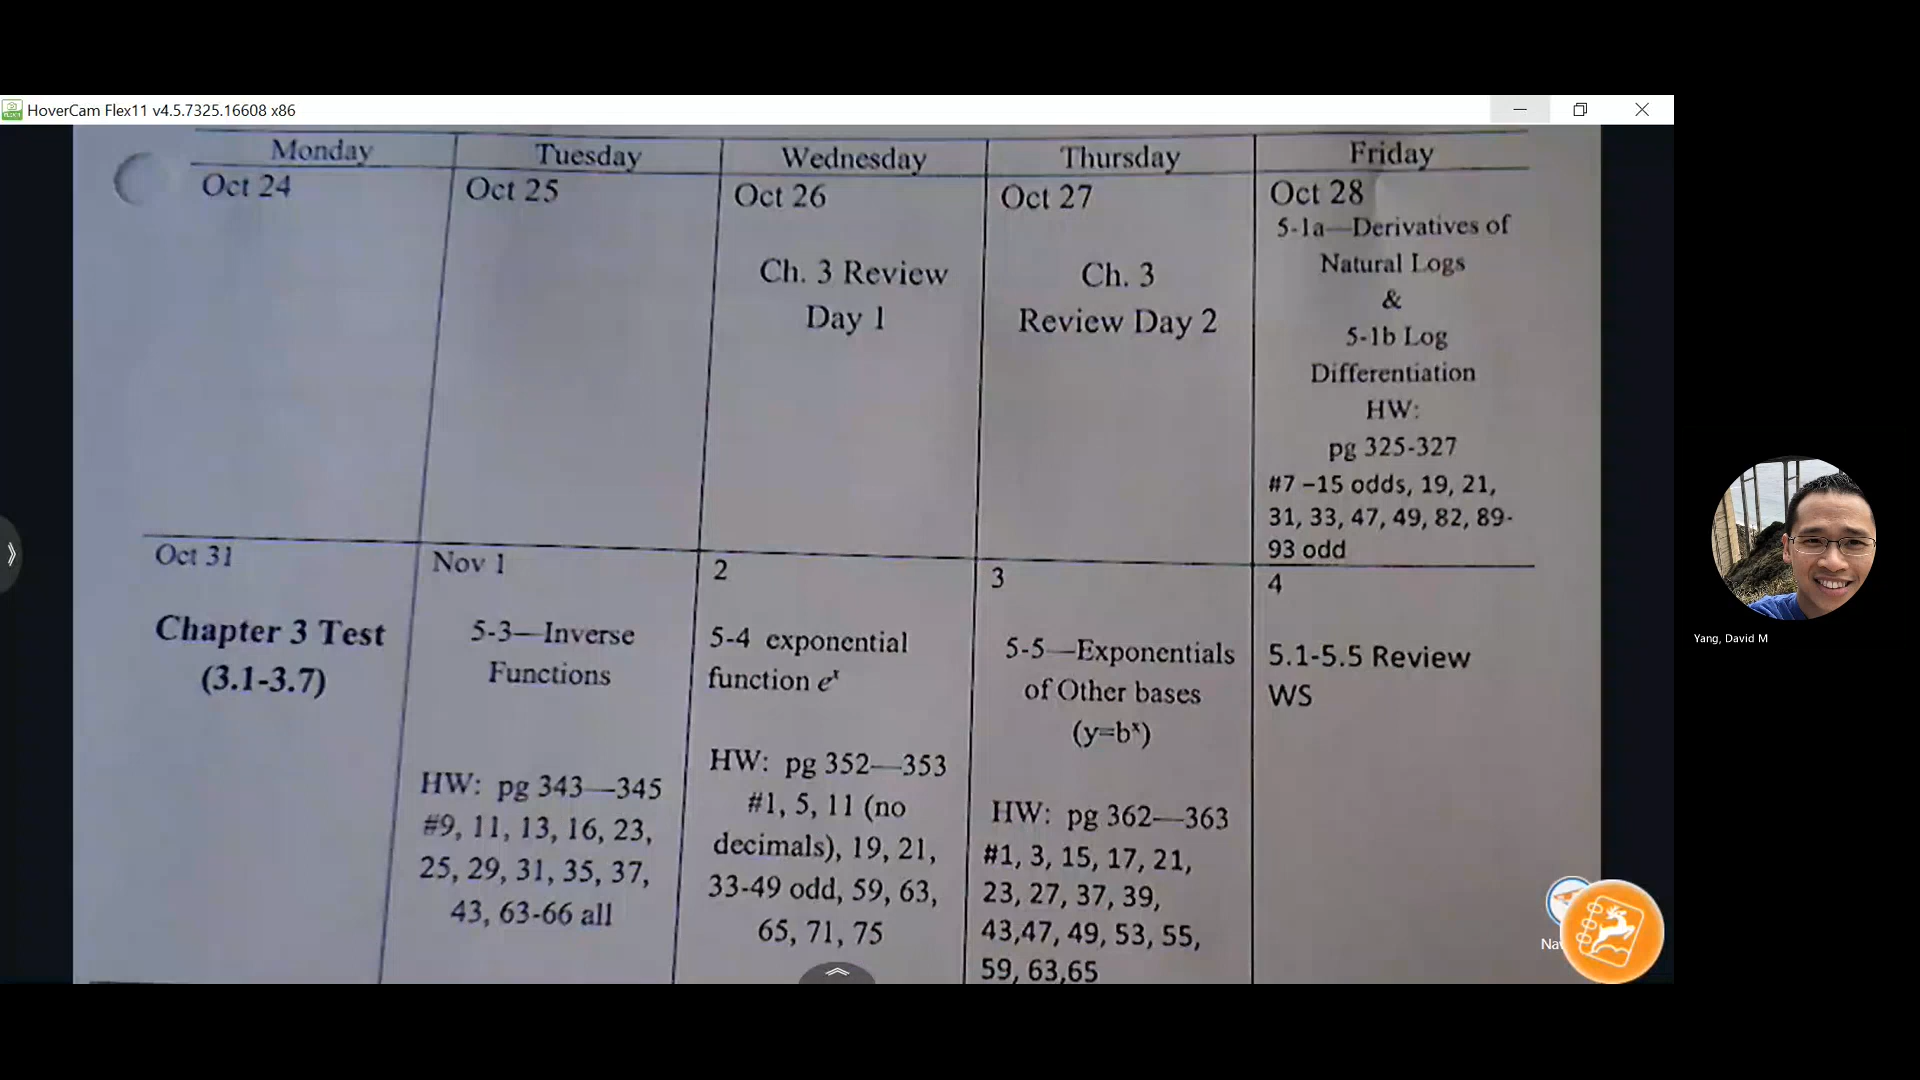 HoverCam Flex11 v4.5.7325.16608 x86
Monday
Tuesday
Wednesday
Thursday
Friday
Oct 24
Oct 25
Oct 26
Ch. 3 Review
Day 1
Oct 27
Ch. 3
Review Day 2
Oct 28
5-1a—Derivatives of
Natural Logs
&
5-1b Log
Differentiation
HW:
pg 325-327
#7 –15 odds, 19, 21,
31, 33, 47, 49, 82, 89-
93 odd
Oct 31
Chapter 3 Test
(3.1-3.7)
Nov 1
5-3—Inverse
Functions
HW: pg 343—345
#9, 11, 13, 16, 23,
25, 29, 31, 35, 37,
43, 63-66 all
2
5-4 exponential
function eˣ
HW: pg 352—353
#1, 5, 11 (no
decimals), 19, 21,
33-49 odd, 59, 63,
65, 71, 75
3
5-5—Exponentials
of Other bases
(y=bˣ)
HW: pg 362—363
#1, 3, 15, 17, 21,
23, 27, 37, 39,
43,47, 49, 53, 55,
59, 63,65
4
5.1-5.5 Review
WS
Yang, David M